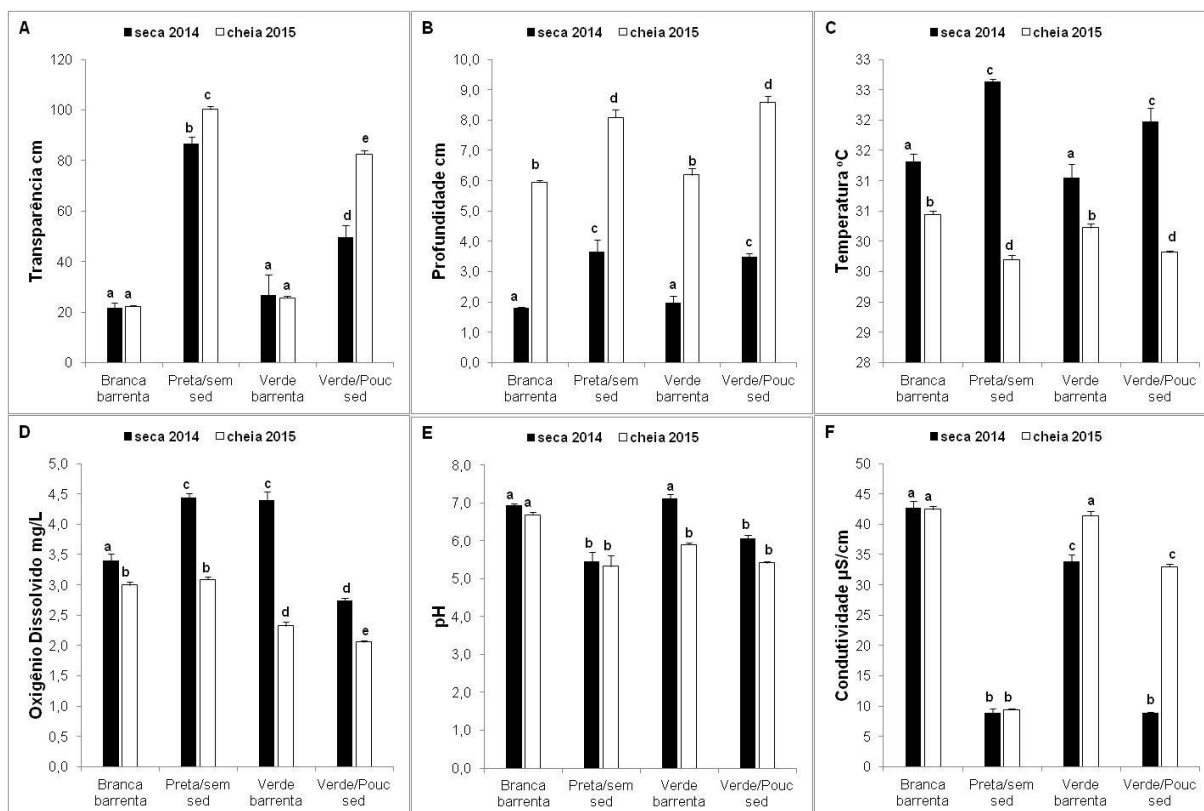 A
seca 2014 cheia 2015
Transparência cm
120
100
80
60
40
20
0
a a b c a a d e
Branca barrenta
Preta/sem sed
Verde barrenta
Verde/Pouc sed
B
seca 2014 cheia 2015
Profundidade cm
10,0
9,0
8,0
7,0
6,0
5,0
4,0
3,0
2,0
1,0
0,0
a b c d a b c d
Branca barrenta
Preta/sem sed
Verde barrenta
Verde/Pouc sed
C
seca 2014 cheia 2015
Temperatura ºC
33
33
32
32
31
31
30
30
29
29
28
a b c d a b c d
Branca barrenta
Preta/sem sed
Verde barrenta
Verde/Pouc sed
D
seca 2014 cheia 2015
Oxigênio Dissolvido mg/L
5,0
4,5
4,0
3,5
3,0
2,5
2,0
1,5
1,0
0,5
0,0
a b c b c d d e
Branca barrenta
Preta/sem sed
Verde barrenta
Verde/Pouc sed
E
seca 2014 cheia 2015
pH
8,0
7,0
6,0
5,0
4,0
3,0
2,0
1,0
0,0
a a b b a b b b
Branca barrenta
Preta/sem sed
Verde barrenta
Verde/Pouc sed
F
seca 2014 cheia 2015
Condutividade µS/cm
50
45
40
35
30
25
20
15
10
5
0
a a b b c a b c
Branca barrenta
Preta/sem sed
Verde barrenta
Verde/Pouc sed